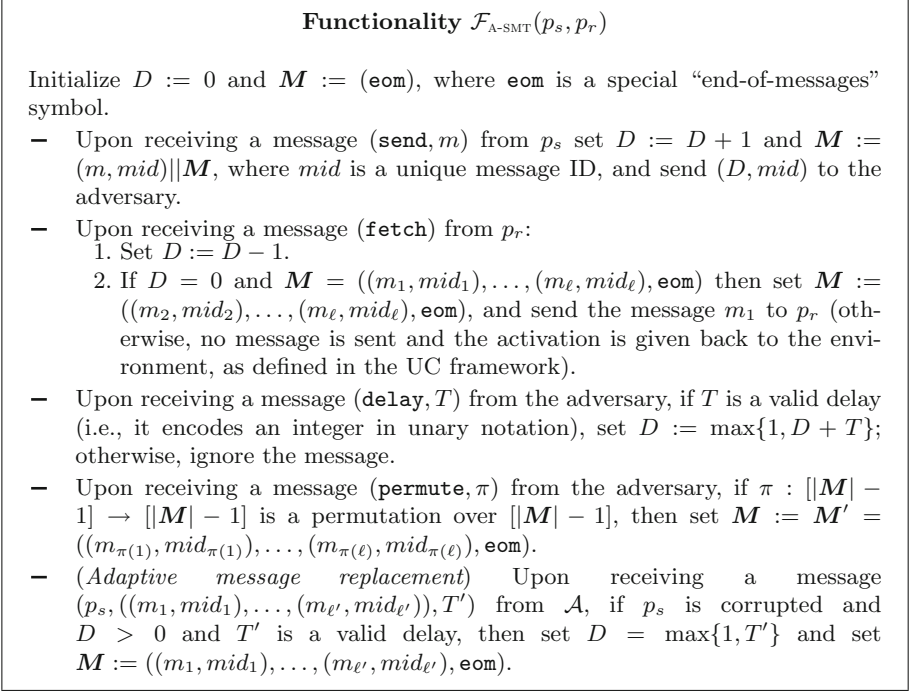 Functionality F_A-SMT(p_s, p_r)
Initialize D := 0 and M := (eom), where eom is a special “end-of-messages”
symbol.
– Upon receiving a message (send, m) from p_s set D := D + 1 and M :=
(m, mid)||M, where mid is a unique message ID, and send (D, mid) to the
adversary.
– Upon receiving a message (fetch) from p_r:
1. Set D := D − 1.
2. If D = 0 and M = ((m_1, mid_1), . . . , (m_ℓ, mid_ℓ), eom) then set M :=
((m_2, mid_2), . . . , (m_ℓ, mid_ℓ), eom), and send the message m_1 to p_r (oth-
erwise, no message is sent and the activation is given back to the envi-
ronment, as defined in the UC framework).
– Upon receiving a message (delay, T) from the adversary, if T is a valid delay
(i.e., it encodes an integer in unary notation), set D := max{1, D + T};
otherwise, ignore the message.
– Upon receiving a message (permute, π) from the adversary, if π : [|M| −
1] → [|M| − 1] is a permutation over [|M| − 1], then set M := M′ =
((m_π(1), mid_π(1)), . . . , (m_π(ℓ), mid_π(ℓ)), eom).
– (Adaptive message replacement) Upon receiving a message
(p_s, ((m_1, mid_1), . . . , (m_ℓ′, mid_ℓ′)), T′) from A, if p_s is corrupted and
D > 0 and T′ is a valid delay, then set D = max{1, T′} and set
M := ((m_1, mid_1), . . . , (m_ℓ′, mid_ℓ′), eom).